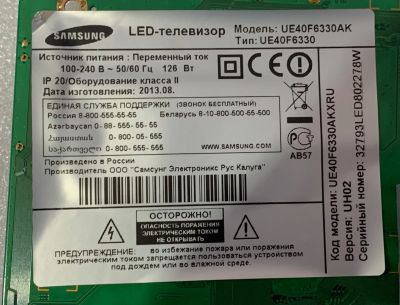 SAMSUNG
LED-телевизор
Модель: UE40F6330AK
Тип: UE40F6330
Источник питания : Переменный ток
100-240 В ~ 50/60 Гц 126 Вт
IP 20/Оборудование класса II
Дата изготовления: 2013.08.
ЕДИНАЯ СЛУЖБА ПОДДЕРЖКИ (ЗВОНОК БЕСПЛАТНЫЙ)
Россия 8-800-555-55-55 Беларусь 8-10-800-500-55-500
Azərbaycan 0-88-555-55-55
Հայաստան 0-800-05-555
საქართველო 0-800-555-555
WWW.SAMSUNG.COM
Произведено в России
Производитель ООО "Самсунг Электроникс Рус Калуга"
АВ57
ОСТОРОЖНО!
ОПАСНОСТЬ ПОРАЖЕНИЯ
ЭЛЕКТРИЧЕСКИМ ТОКОМ
НЕ ОТКРЫВАТЬ
ПРЕДУПРЕЖДЕНИЕ: во избежание пожара или поражения
электрическим током запрещается пользоваться устройством
под дождем или во влажной среде.
Код модели: UE40F6330AKXRU
Версия: UH02
Серийный номер: 32793LED802278W